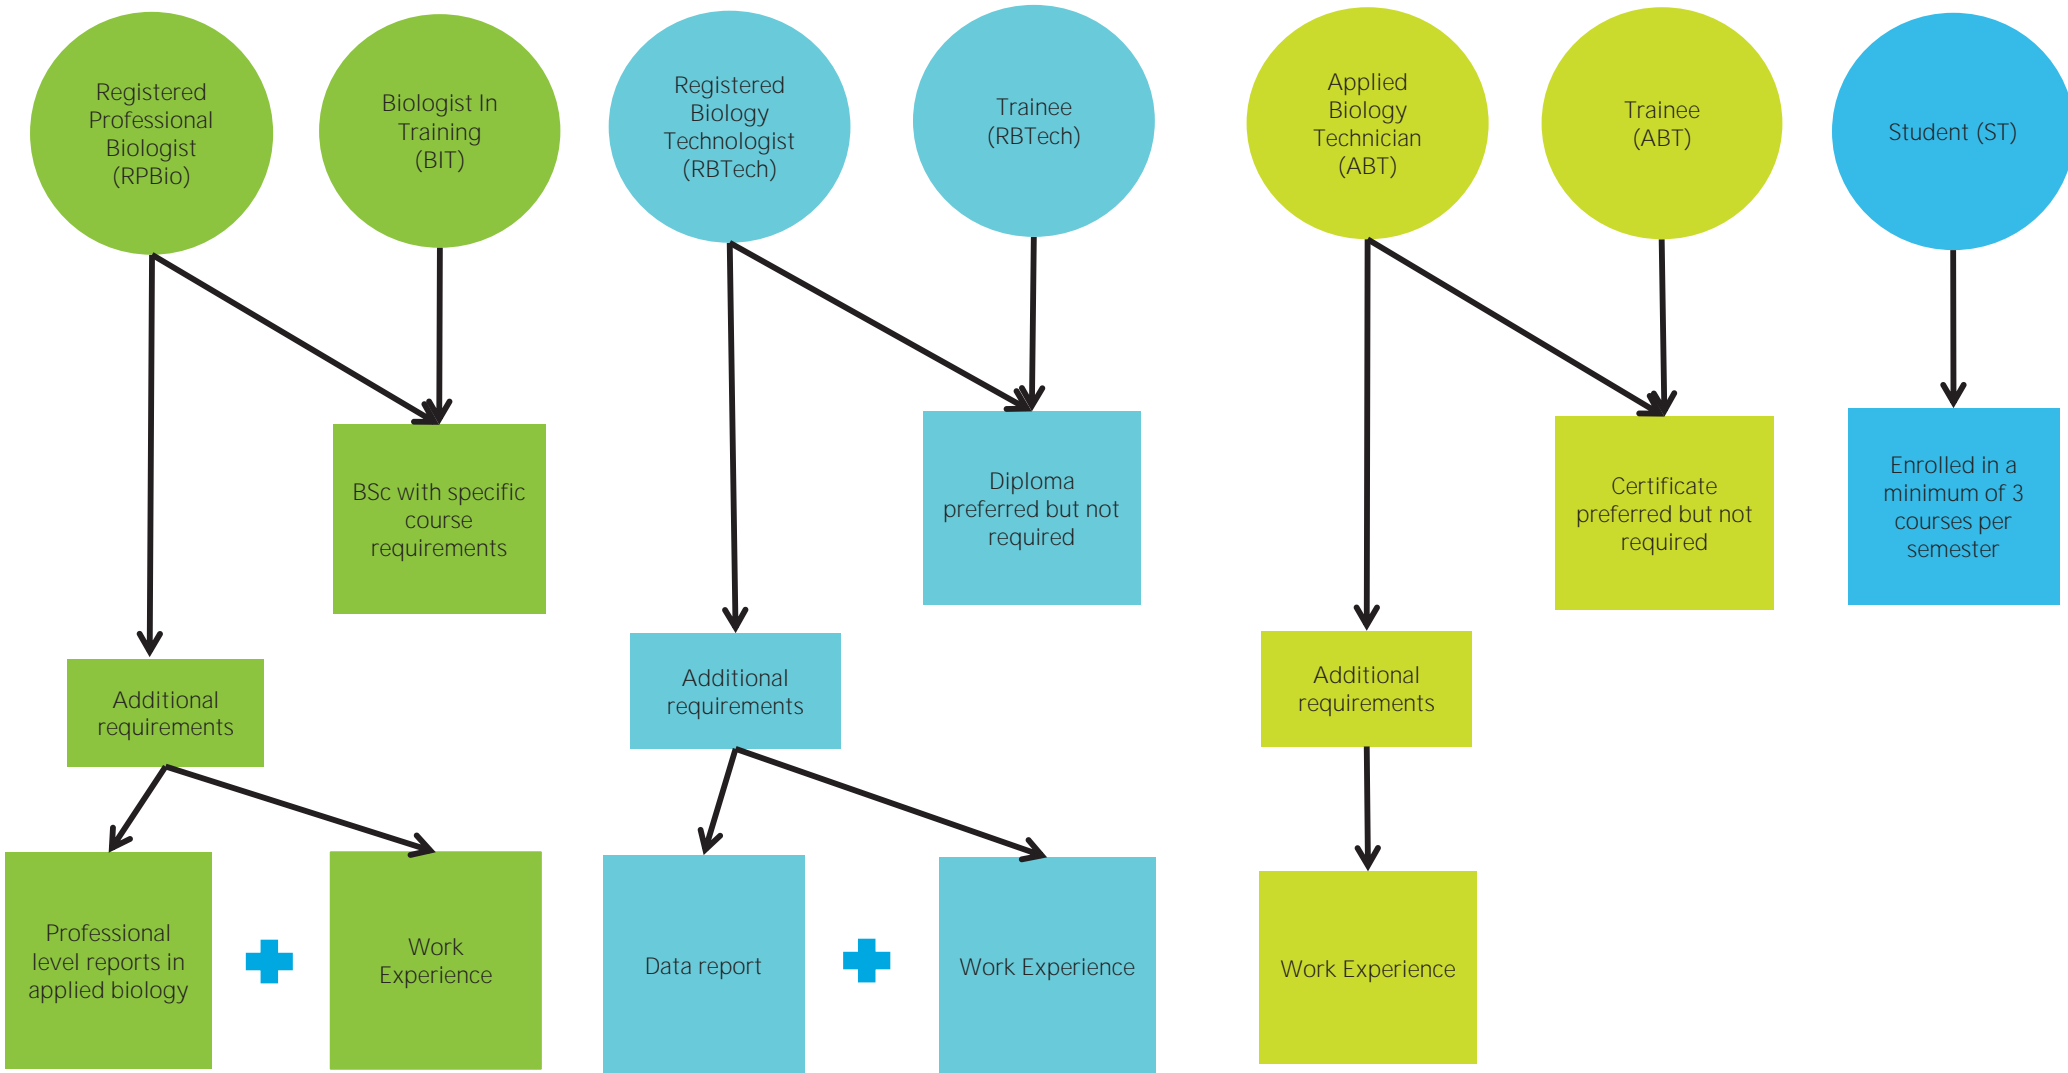 Registered
Professional
Biologist
(RPBio)
Biologist In
Training
(BIT)
Registered
Biology
Technologist
(RBTech)
Trainee
(RBTech)
Applied
Biology
Technician
(ABT)
Trainee
(ABT)
Student (ST)
BSc with specific
course
requirements
Diploma
preferred but not
required
Certificate
preferred but not
required
Enrolled in a
minimum of 3
courses per
semester
Additional
requirements
Additional
requirements
Additional
requirements
Professional
level reports in
applied biology
Work
Experience
Data report
Work Experience
Work Experience